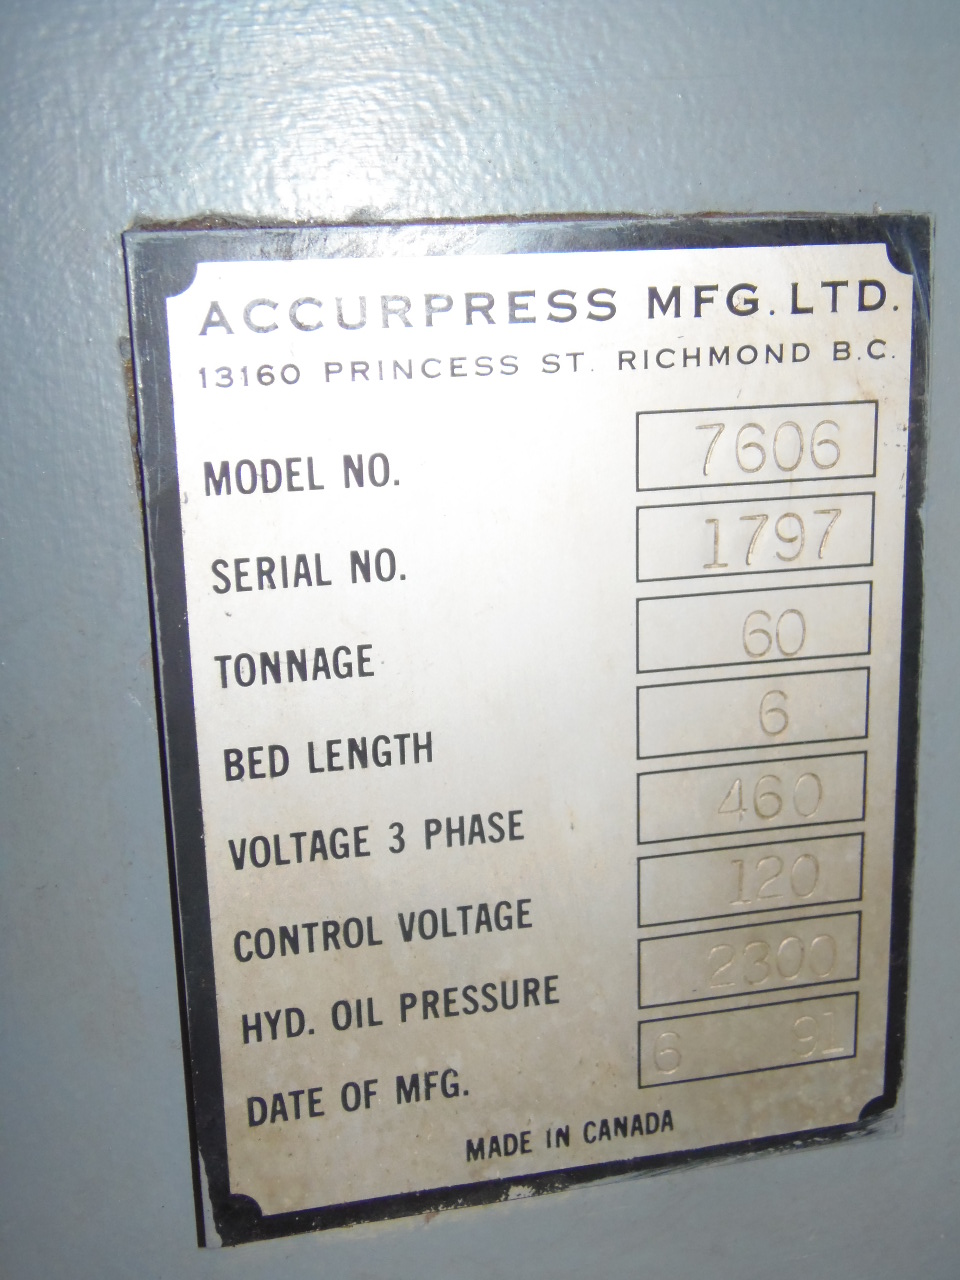 ACCURPRESS MFG. LTD.
13160 PRINCESS ST. RICHMOND B.C.
MODEL NO. 7606
SERIAL NO. 1797
TONNAGE 60
BED LENGTH 6
VOLTAGE 3 PHASE 460
CONTROL VOLTAGE 120
HYD. OIL PRESSURE 2300
DATE OF MFG. 6 91
MADE IN CANADA